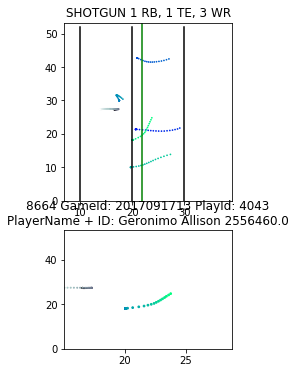 SHOTGUN 1 RB, 1 TE, 3 WR
50
40
30
20
10
0
10 20 30
8664 GameId: 2017091713 PlayId: 4043
PlayerName + ID: Geronimo Allison 2556460.0
40
20
0
20 25